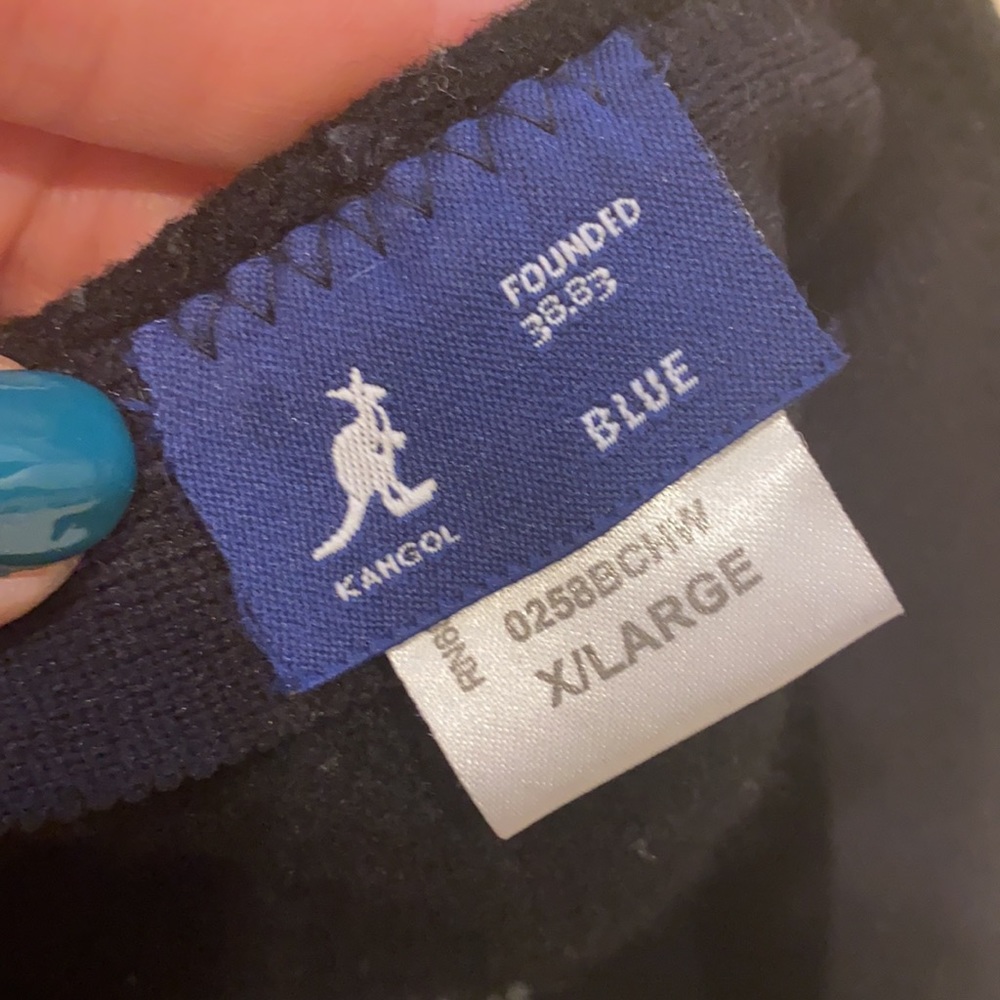 FOUNDED
38.83
BLUE
KANGOL
0258BCHW
X/LARGE